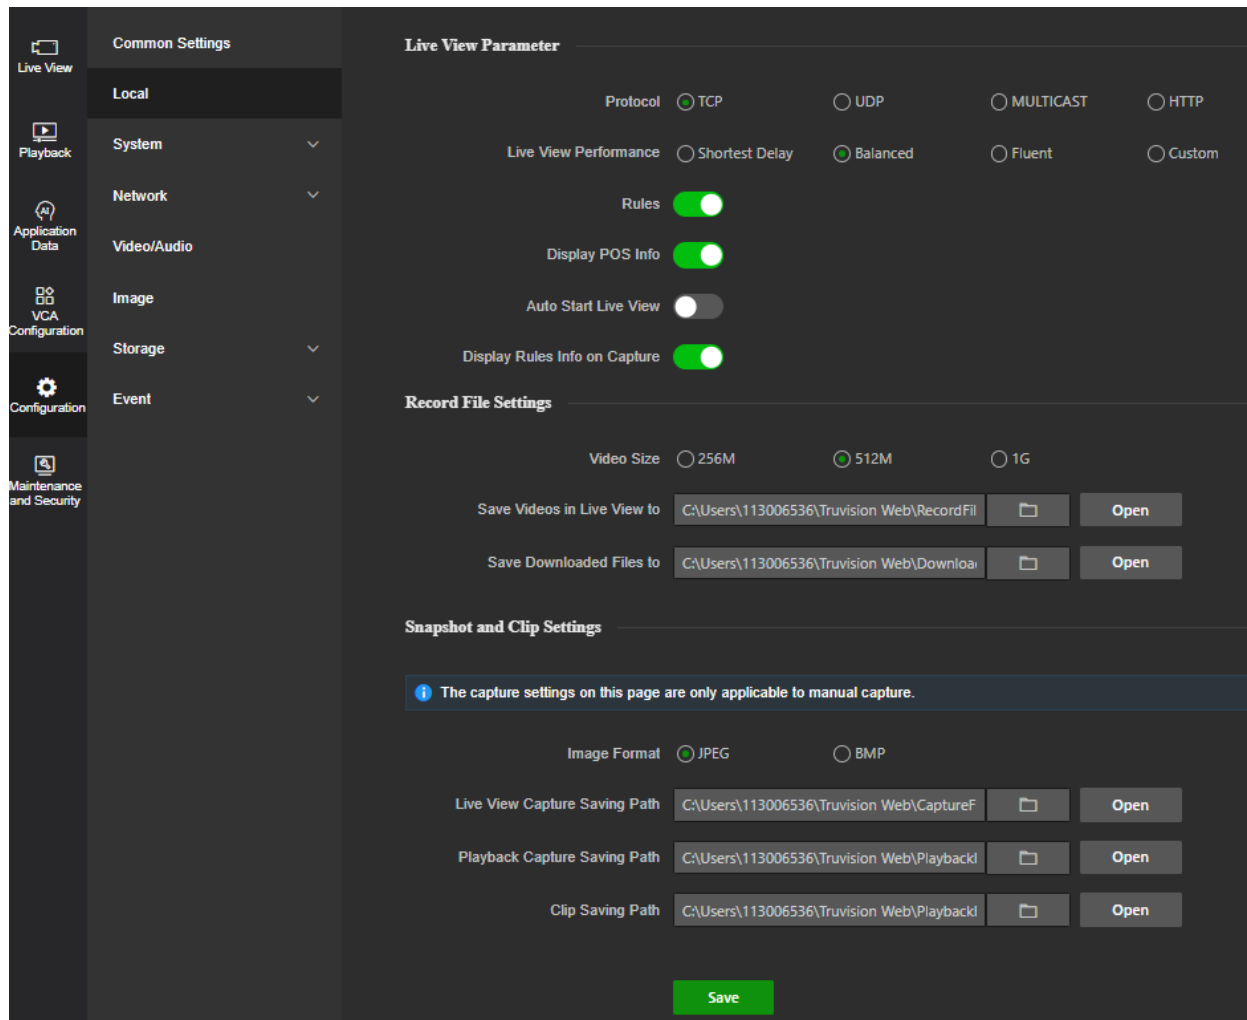 Live View
Playback
AI
Application
Data
VCA
Configuration
Configuration
Maintenance
and Security
Common Settings
Local
System
Network
Video/Audio
Image
Storage
Event
Live View Parameter
Protocol TCP UDP MULTICAST HTTP
Live View Performance Shortest Delay Balanced Fluent Custom
Rules
Display POS Info
Auto Start Live View
Display Rules Info on Capture
Record File Settings
Video Size 256M 512M 1G
Save Videos in Live View to C:\Users\113006536\Truvision Web\RecordFil Open
Save Downloaded Files to C:\Users\113006536\Truvision Web\Downloa Open
Snapshot and Clip Settings
i The capture settings on this page are only applicable to manual capture.
Image Format JPEG BMP
Live View Capture Saving Path C:\Users\113006536\Truvision Web\CaptureF Open
Playback Capture Saving Path C:\Users\113006536\Truvision Web\Playback Open
Clip Saving Path C:\Users\113006536\Truvision Web\Playback Open
Save